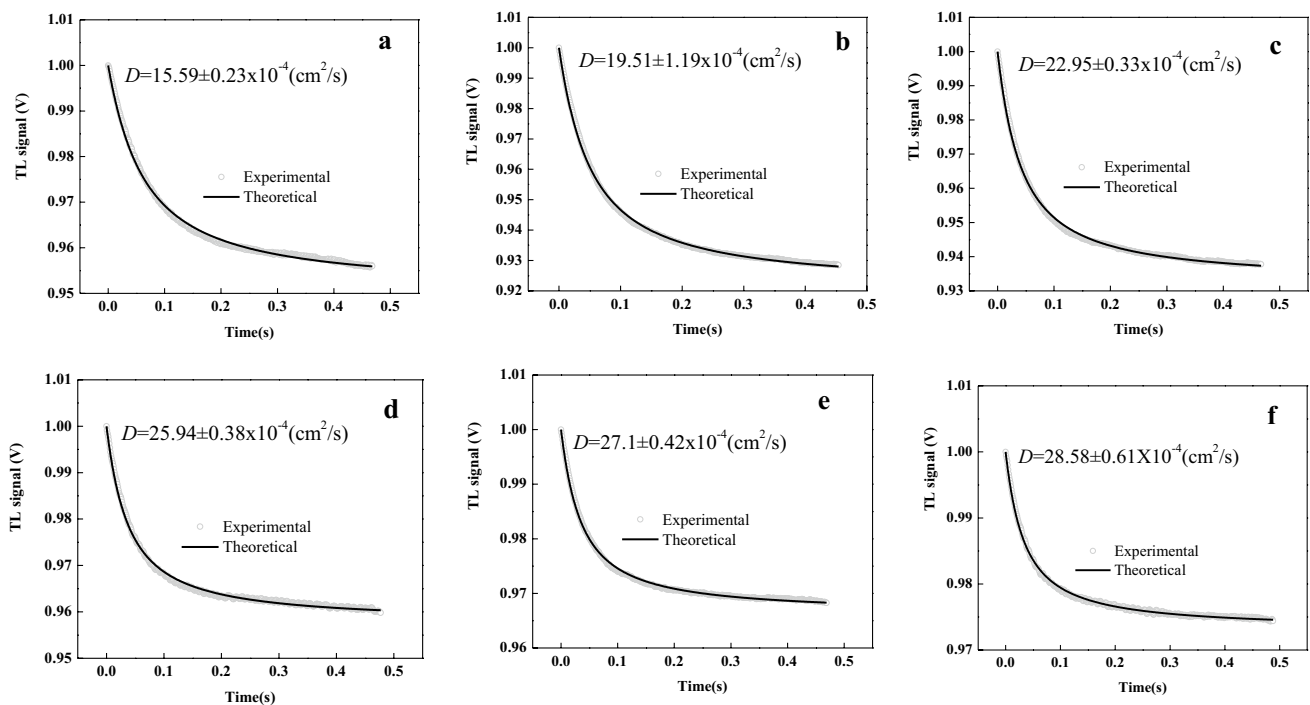 a
D=15.59±0.23x10⁻⁴(cm²/s)
TL signal (V)
1.01
1.00
0.99
0.98
0.97
0.96
0.95
Experimental
Theoretical
0.0 0.1 0.2 0.3 0.4 0.5
Time(s)
b
D=19.51±1.19x10⁻⁴(cm²/s)
TL signal (V)
1.01
1.00
0.99
0.98
0.97
0.96
0.95
0.94
0.93
0.92
Experimental
Theoretical
0.0 0.1 0.2 0.3 0.4 0.5
Time(s)
c
D=22.95±0.33x10⁻⁴(cm²/s)
TL signal (V)
1.01
1.00
0.99
0.98
0.97
0.96
0.95
0.94
0.93
Experimental
Theoretical
0.0 0.1 0.2 0.3 0.4 0.5
Time(s)
d
D=25.94±0.38x10⁻⁴(cm²/s)
TL signal (V)
1.01
1.00
0.99
0.98
0.97
0.96
0.95
Experimental
Theoretical
0.0 0.1 0.2 0.3 0.4 0.5
Time(s)
e
D=27.1±0.42x10⁻⁴(cm²/s)
TL signal (V)
1.01
1.00
0.99
0.98
0.97
0.96
Experimental
Theoretical
0.0 0.1 0.2 0.3 0.4 0.5
Time(s)
f
D=28.58±0.61X10⁻⁴(cm²/s)
TL signal (V)
1.01
1.00
0.99
0.98
0.97
Experimental
Theoretical
0.0 0.1 0.2 0.3 0.4 0.5
Time(s)